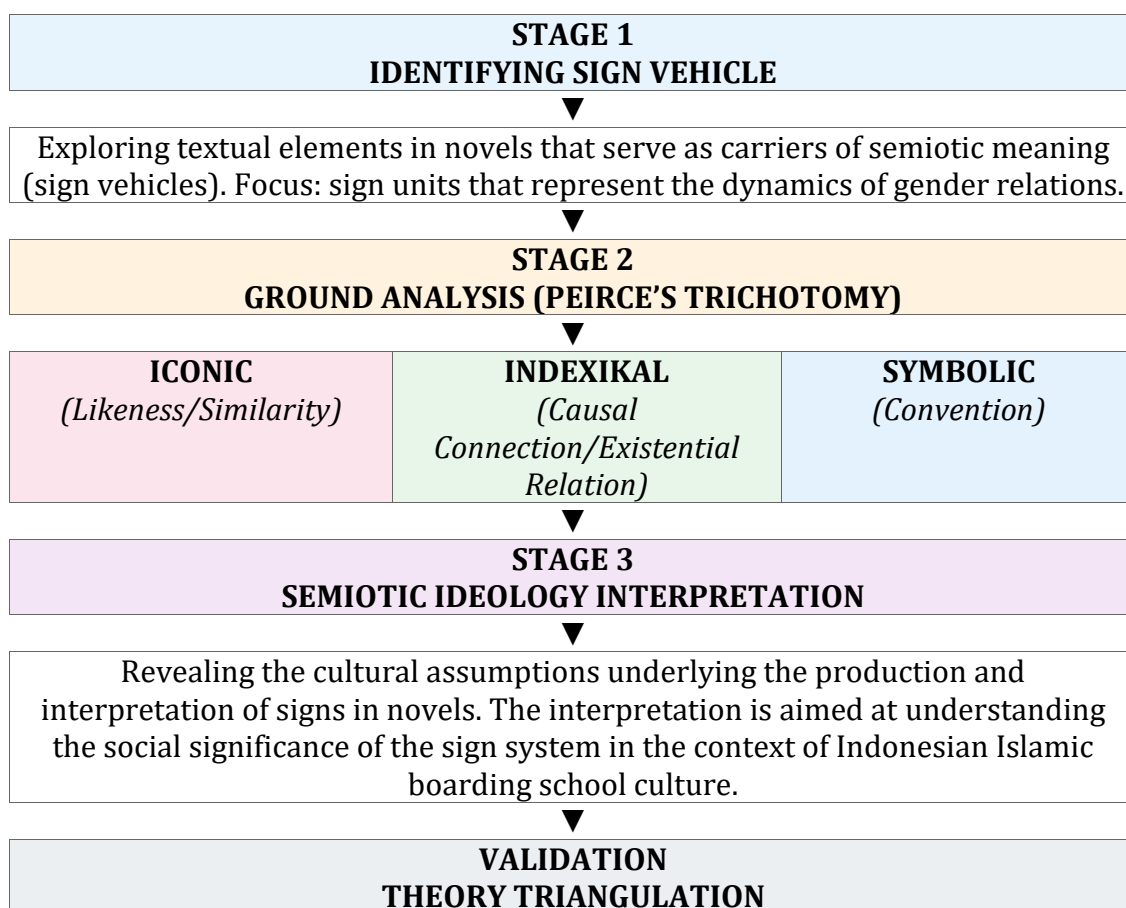 STAGE 1
IDENTIFYING SIGN VEHICLE
Exploring textual elements in novels that serve as carriers of semiotic meaning
(sign vehicles). Focus: sign units that represent the dynamics of gender relations.
STAGE 2
GROUND ANALYSIS (PEIRCE'S TRICHOTOMY)
ICONIC
(Likeness/Similarity)
INDEXIKAL
(Causal
Connection/Existential
Relation)
SYMBOLIC
(Convention)
STAGE 3
SEMIOTIC IDEOLOGY INTERPRETATION
Revealing the cultural assumptions underlying the production and
interpretation of signs in novels. The interpretation is aimed at understanding
the social significance of the sign system in the context of Indonesian Islamic
boarding school culture.
VALIDATION
THEORY TRIANGULATION